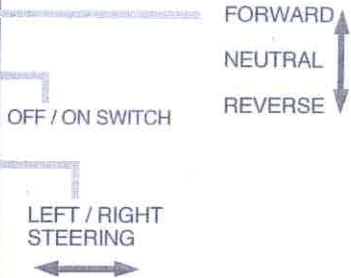 FORWARD
NEUTRAL
REVERSE
OFF / ON SWITCH
LEFT / RIGHT
STEERING